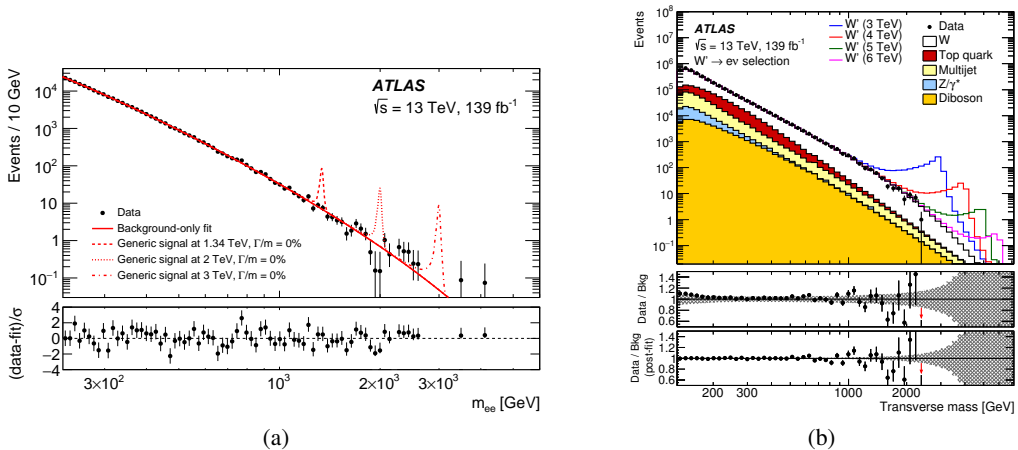 Events / 10 GeV
10⁴
10³
10²
10
1
10⁻¹
ATLAS
√s = 13 TeV, 139 fb⁻¹
Data
Background-only fit
Generic signal at 1.34 TeV, Γ/m = 0%
Generic signal at 2 TeV, Γ/m = 0%
Generic signal at 3 TeV, Γ/m = 0%
(data-fit)/σ
4
2
0
−2
−4
3×10²
10³
2×10³
3×10³
m_ee [GeV]
(a)
Events
10⁸
10⁷
10⁶
10⁵
10⁴
10³
10²
10
1
10⁻¹
ATLAS
√s = 13 TeV, 139 fb⁻¹
W' → eν selection
W' (3 TeV)
W' (4 TeV)
W' (5 TeV)
W' (6 TeV)
Data
W
Top quark
Multijet
Z/γ*
Diboson
Data / Bkg
1.4
1.2
1
0.8
0.6
Data / Bkg
(post-fit)
1.4
1.2
1
0.8
0.6
200
300
1000
2000
Transverse mass [GeV]
(b)